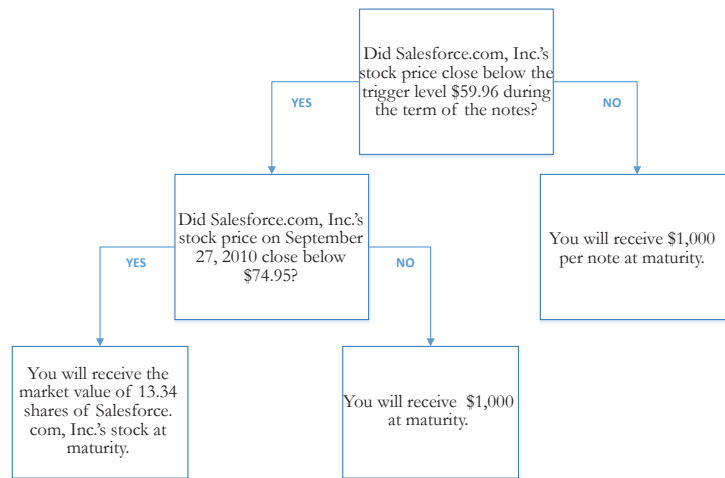 Did Salesforce.com, Inc.'s
stock price close below the
trigger level $59.96 during
the term of the notes?
YES
NO
Did Salesforce.com, Inc.'s
stock price on September
27, 2010 close below
$74.95?
You will receive $1,000
per note at maturity.
YES
NO
You will receive the
market value of 13.34
shares of Salesforce.
com, Inc.'s stock at
maturity.
You will receive $1,000
at maturity.